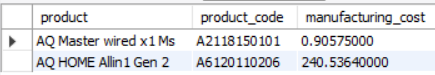 product product_code manufacturing_cost
AQ Master wired x1 Ms A2118150101 0.90575000
AQ HOME Allin1 Gen 2 A6120110206 240.53640000